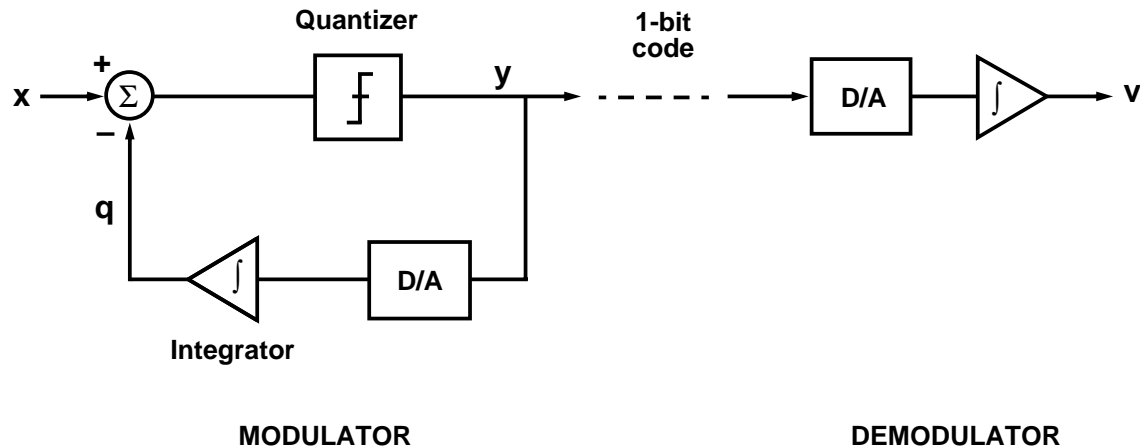 Quantizer
1-bit
code
+
x
Σ
−
y
D/A
∫
v
q
∫
D/A
Integrator
MODULATOR
DEMODULATOR